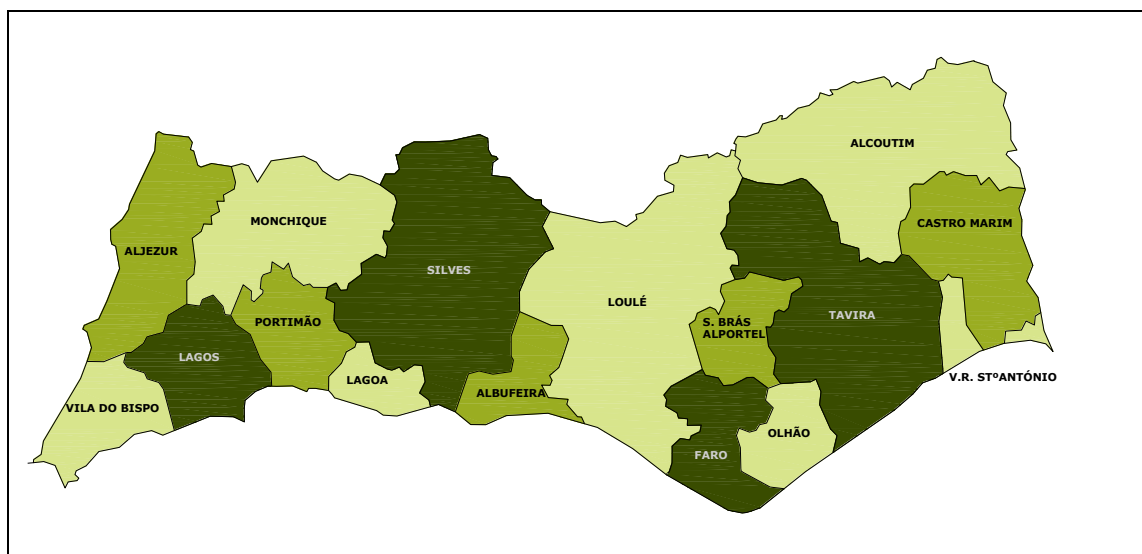 ALCOUTIM
MONCHIQUE
CASTRO MARIM
ALJEZUR
SILVES
LOULÉ
TAVIRA
PORTIMÃO
S. BRÁS
ALPORTEL
LAGOS
LAGOA
V.R. STºANTÓNIO
ALBUFEIRA
VILA DO BISPO
OLHÃO
FARO